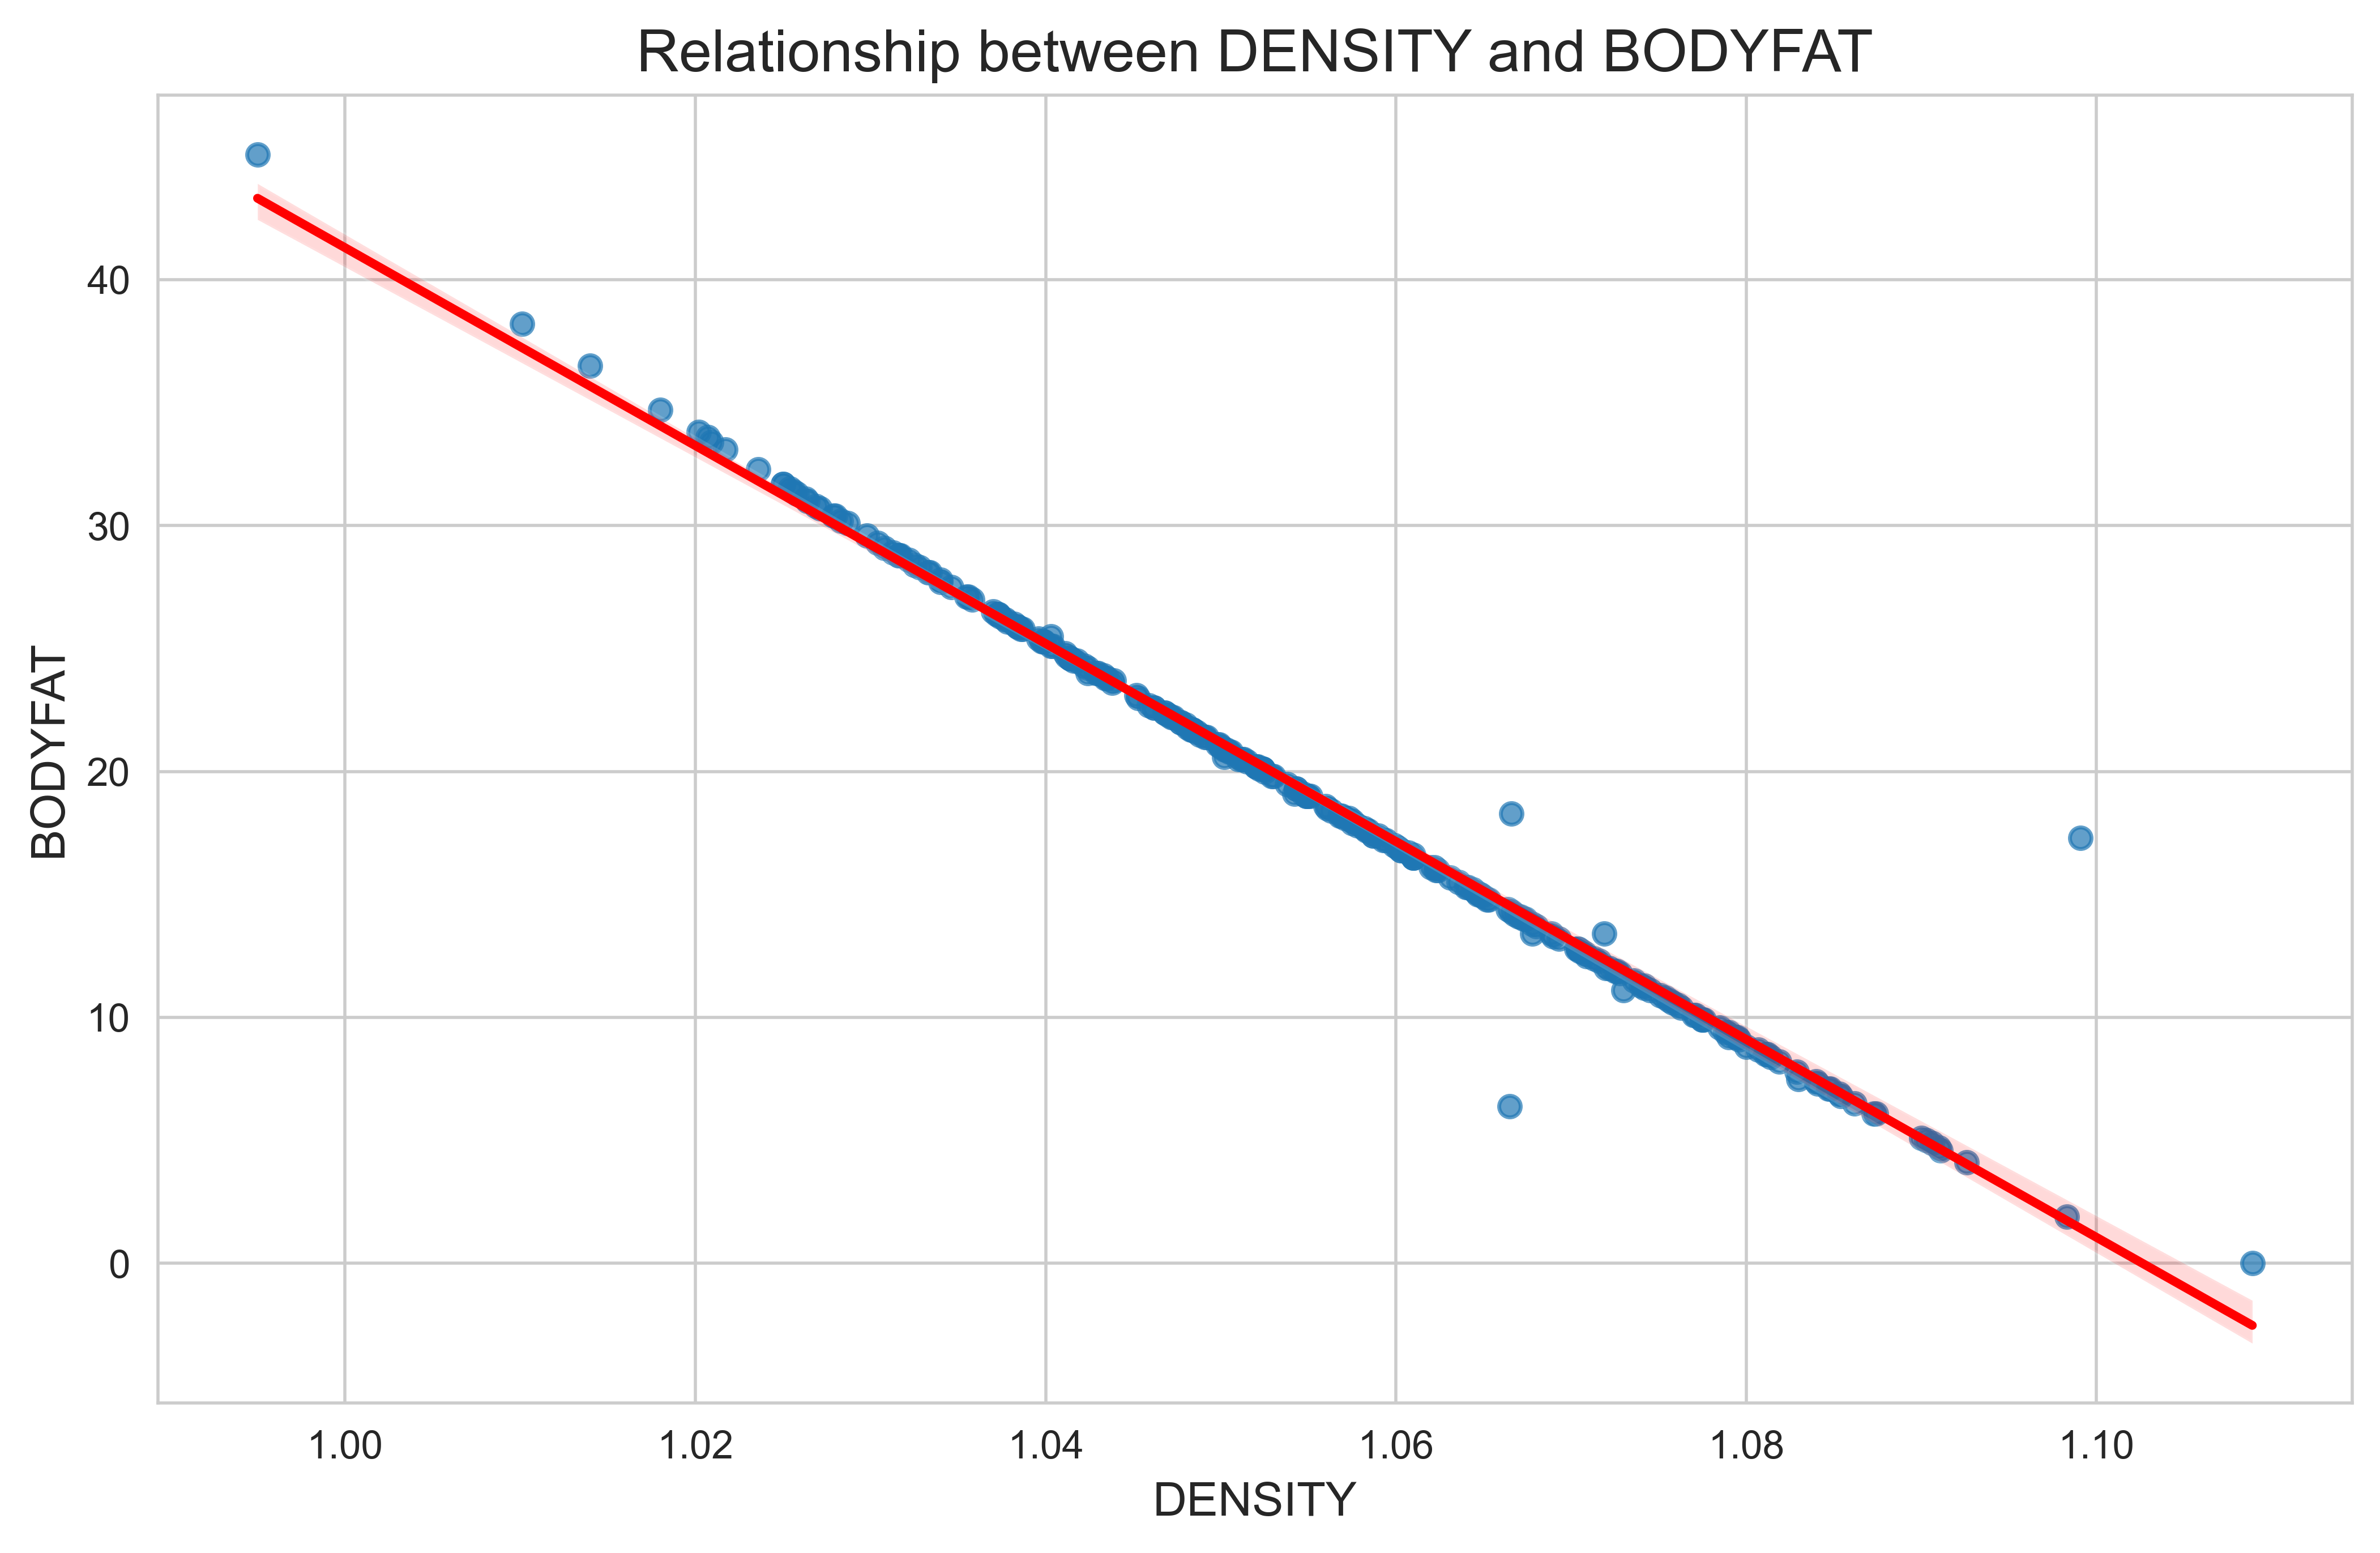 Relationship between DENSITY and BODYFAT
40
30
20
10
0
BODYFAT
1.00 1.02 1.04 1.06 1.08 1.10
DENSITY